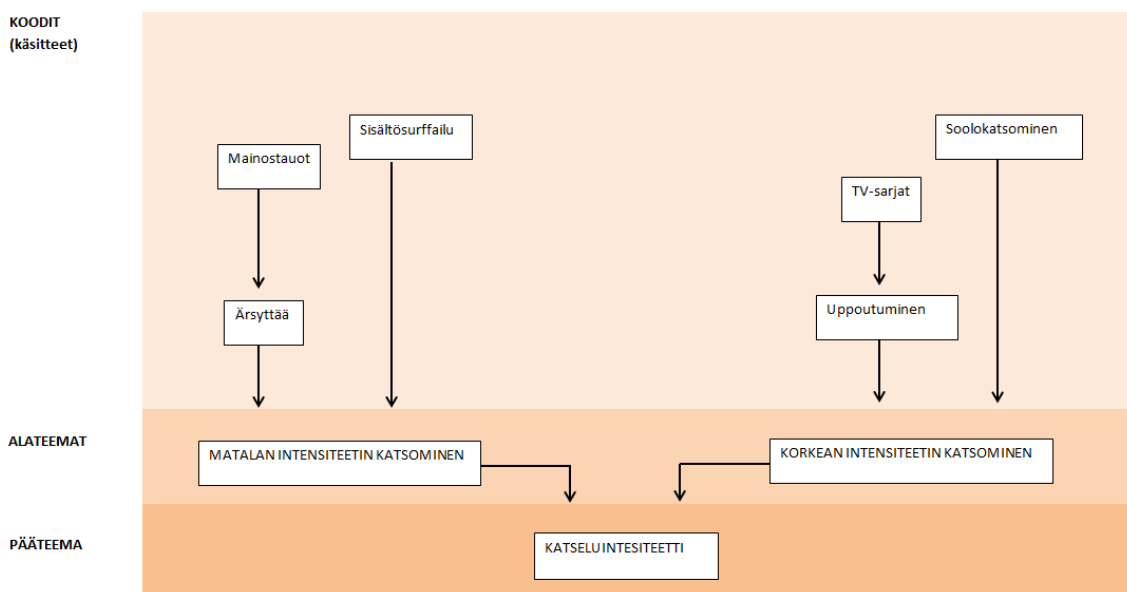 KOODIT
(käsitteet)
Sisältösurffailu
Soolokatsominen
Mainostauot
TV-sarjat
Ärsyttää
Uppoutuminen
ALATEEMAT
MATALAN INTENSITEETIN KATSOMINEN
KORKEAN INTENSITEETIN KATSOMINEN
PÄÄTEEMA
KATSELUINTESITEETTI